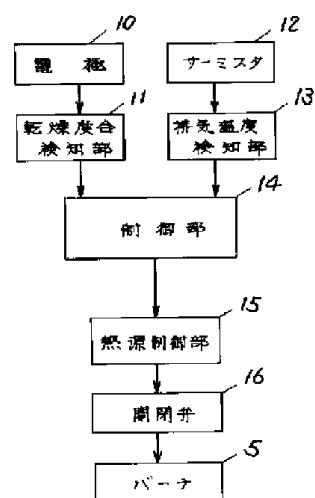 10
電極
12
サーミスタ
11
乾燥度合
検知部
13
排気温度
検知部
14
制御部
15
熱源制御部
16
開閉弁
5
バーナ